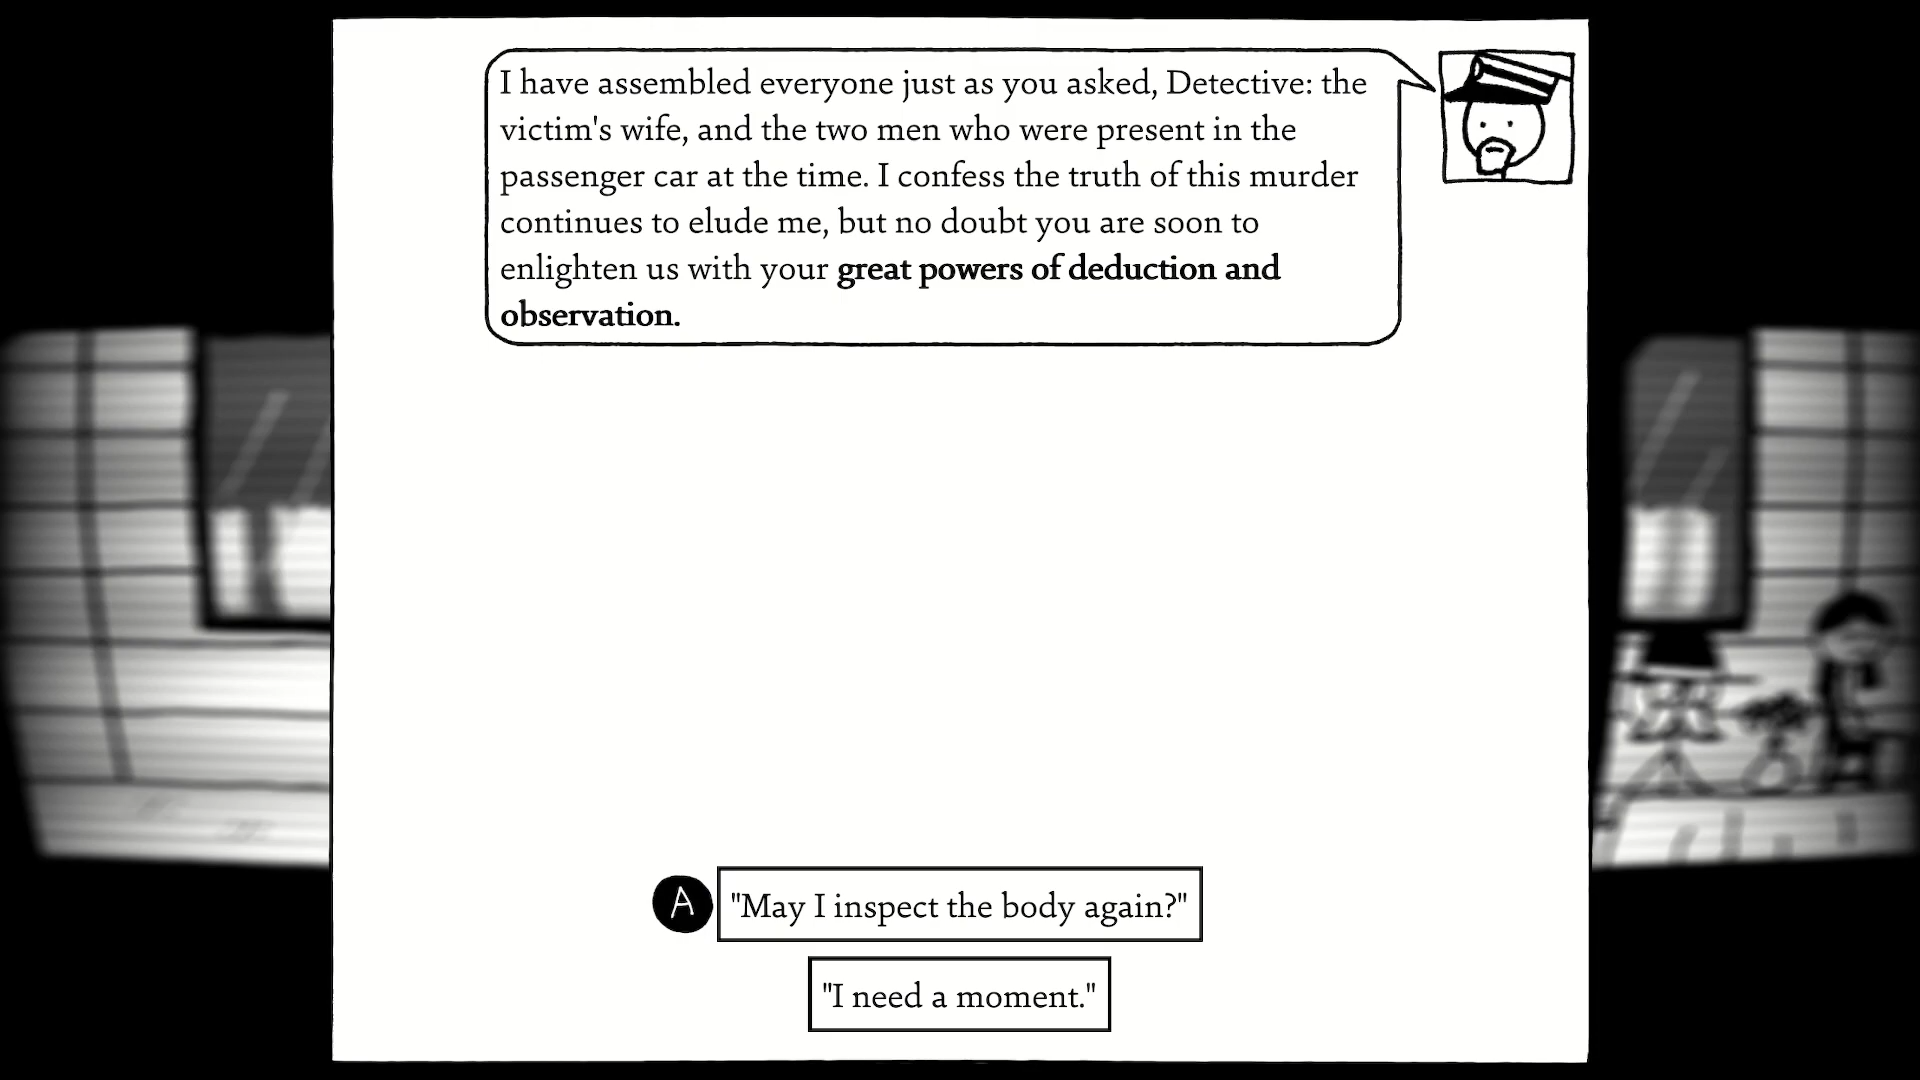 I have assembled everyone just as you asked, Detective: the
victim's wife, and the two men who were present in the
passenger car at the time. I confess the truth of this murder
continues to elude me, but no doubt you are soon to
enlighten us with your great powers of deduction and
observation.
A "May I inspect the body again?"
"I need a moment."